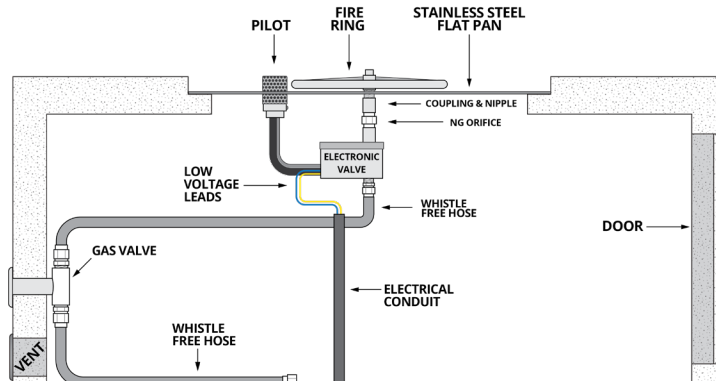 PILOT
FIRE
RING
STAINLESS STEEL
FLAT PAN
COUPLING & NIPPLE
NG ORIFICE
ELECTRONIC
VALVE
LOW
VOLTAGE
LEADS
WHISTLE
FREE HOSE
DOOR
GAS VALVE
ELECTRICAL
CONDUIT
WHISTLE
FREE HOSE
VENT